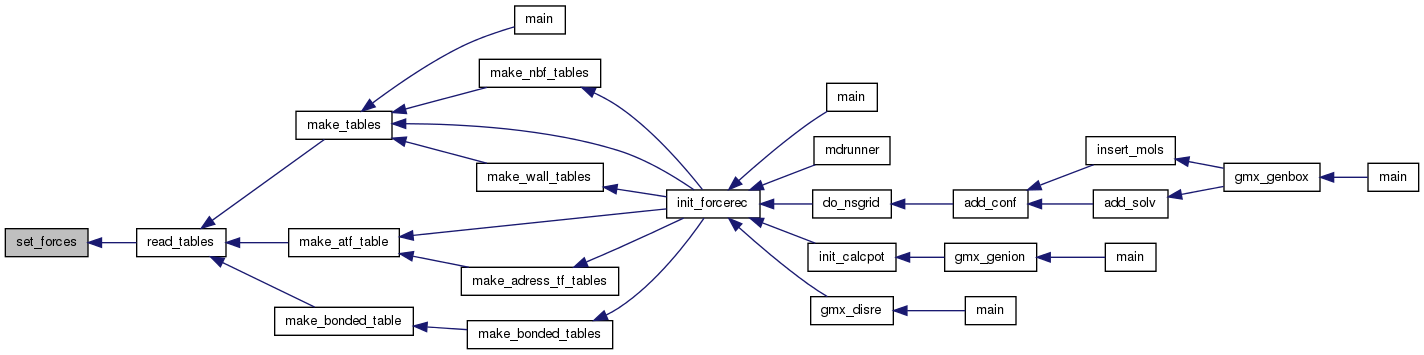 main
make_nbf_tables
main
make_tables
mdrunner
insert_mols
make_wall_tables
gmx_genbox
main
init_forcerec
do_nsgrid
add_conf
add_solv
set_forces
read_tables
make_atf_table
init_calcpot
gmx_genion
main
make_adress_tf_tables
gmx_disre
main
make_bonded_table
make_bonded_tables